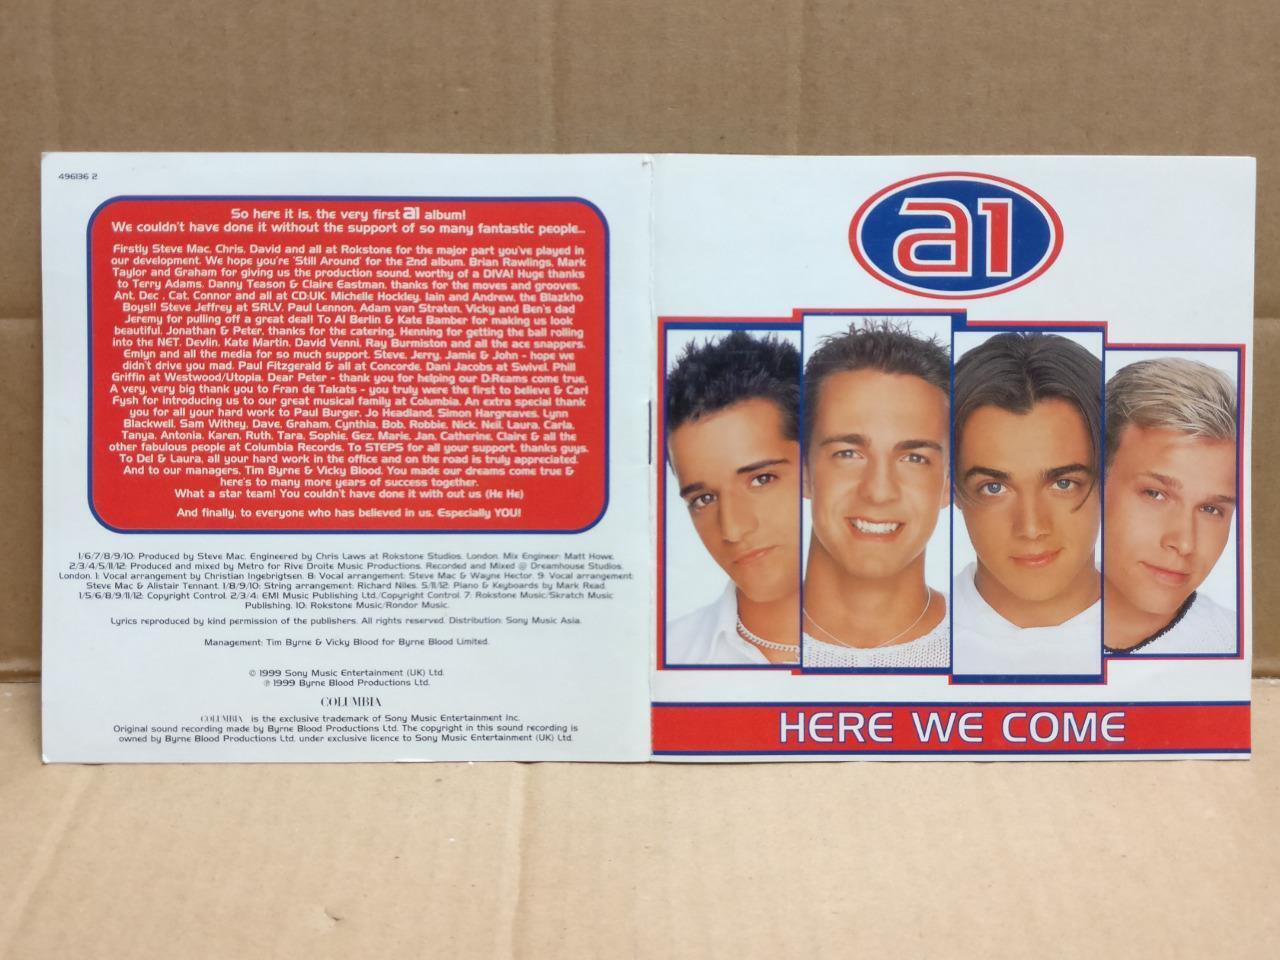 496136 2
So here it is, the very first a1 album!
We couldn't have done it without the support of so many fantastic people...
Firstly Steve Mac, Chris, David and all at Rokstone for the major part you've played in
our development. We hope you're 'Still Around' for the 2nd album. Brian Rawlings, Mark
Taylor and Graham for giving us the production sound, worthy of a DIVA! Huge thanks
to Terry Adams, Danny Teason & Claire Eastman, thanks for the moves and grooves.
Ant, Dec , Cat, Connor and all at CD:UK. Michelle Hockley, Iain and Andrew, the Blazkho
Boys!! Steve Jeffrey at SRLV. Paul Lennon, Adam van Straten, Vicky and Ben's dad
Jeremy for pulling off a great deal! To Al Berlin & Kate Bamber for making us look
beautiful. Jonathan & Peter, thanks for the catering. Henning for getting the ball rolling
into the NET. Devlin, Kate Martin, David Venni, Ray Burmiston and all the ace snappers.
Emlyn and all the media for so much support. Steve, Jerry, Jamie & John - hope we
didn't drive you mad. Paul Fitzgerald & all at Concorde. Dani Jacobs at Swivel. Phill
Griffin at Westwood/Utopia. Dear Peter - thank you for helping our D:Reams come true.
A very, very big thank you to Fran de Takats - you truly were the first to believe & Carl
Fysh for introducing us to our great musical family at Columbia. An extra special thank
you for all your hard work to Paul Burger, Jo Headland, Simon Hargreaves, Lynn
Blackwell, Sam Withey, Dave, Graham, Cynthia, Bob, Robbie, Nick, Neil, Laura, Carla,
Tanya, Antonia, Karen, Ruth, Tara, Sophie, Gez, Marie, Jan, Catherine, Claire & all the
other fabulous people at Columbia Records. To STEPS for all your support, thanks guys.
To Del & Laura, all your hard work in the office and on the road is truly appreciated.
And to our managers, Tim Byrne & Vicky Blood. You made our dreams come true &
here's to many more years of success together.
What a star team! You couldn't have done it with out us (He He)
And finally, to everyone who has believed in us. Especially YOU!
1/6/7/8/9/10: Produced by Steve Mac. Engineered by Chris Laws at Rokstone Studios. London. Mix Engineer: Matt Howe.
2/3/4/5/11/12: Produced and mixed by Metro for Rive Droite Music Productions. Recorded and Mixed @ Dreamhouse Studios.
London. 1: Vocal arrangement by Christian Ingebrigtsen. 8: Vocal arrangement: Steve Mac & Wayne Hector. 9: Vocal arrangement:
Steve Mac & Alistair Tennant. 1/8/9/10: String arrangement: Richard Niles. 5/11/12: Piano & Keyboards by Mark Read.
1/5/6/8/9/11/12: Copyright Control. 2/3/4: EMI Music Publishing Ltd./Copyright Control. 7: Rokstone Music/Skratch Music
Publishing. 10: Rokstone Music/Rondor Music.
Lyrics reproduced by kind permission of the publishers. All rights reserved. Distribution: Sony Music Asia.
Management: Tim Byrne & Vicky Blood for Byrne Blood Limited.
© 1999 Sony Music Entertainment (UK) Ltd.
℗ 1999 Byrne Blood Productions Ltd.
COLUMBIA
COLUMBIA is the exclusive trademark of Sony Music Entertainment Inc.
Original sound recording made by Byrne Blood Productions Ltd. The copyright in this sound recording is
owned by Byrne Blood Productions Ltd. under exclusive licence to Sony Music Entertainment (UK) Ltd.
a1
HERE WE COME